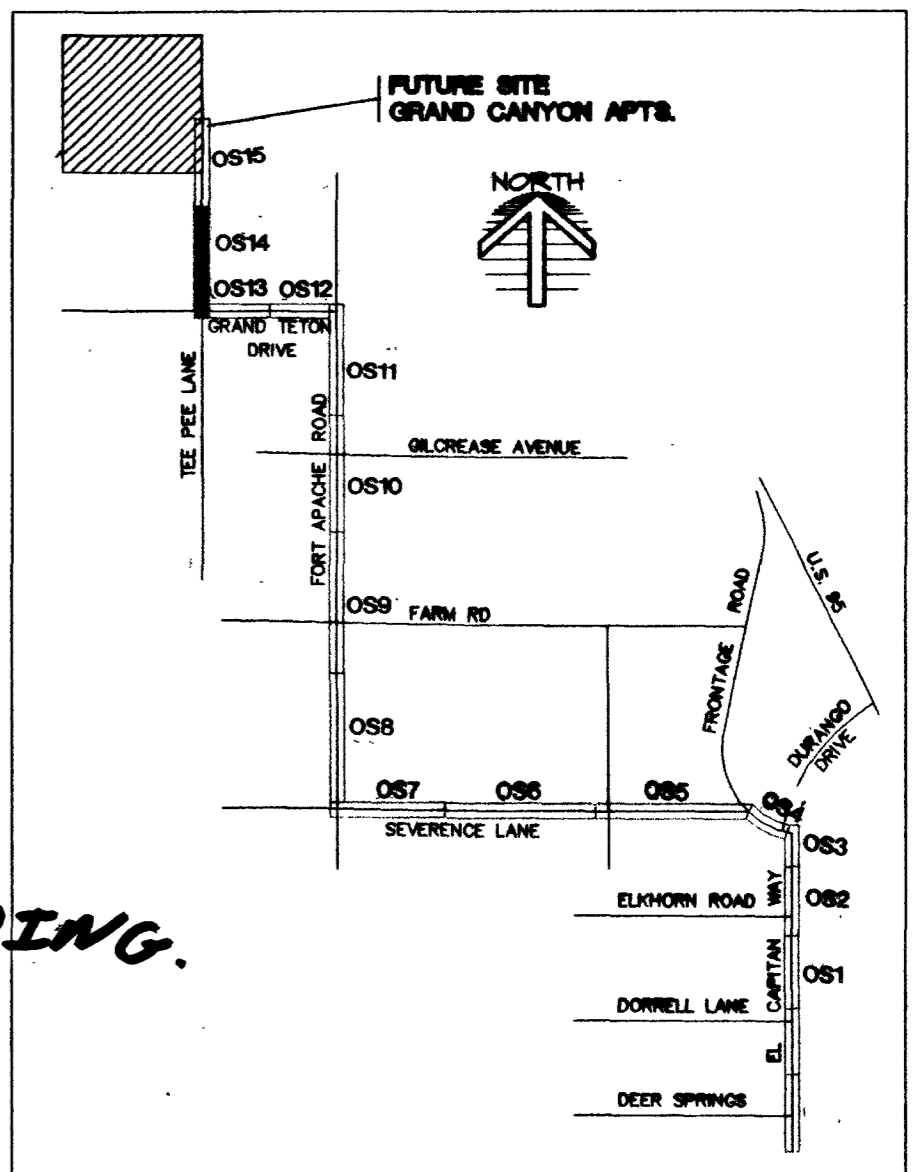 FUTURE SITE
GRAND CANYON APTS.
OS15
NORTH
OS14
OS13 OS12
GRAND TETON
DRIVE
OS11
TEE PEE LANE
FORT APACHE ROAD
GILCREASE AVENUE
OS10
U.S. 95
FRONTAGE ROAD
OS9
FARM RD
DURANGO
DRIVE
OS8
OS7 OS6 OS5 OS4
SEVERENCE LANE
OS3
ELKHORN ROAD
OS2
EL CAPITAN WAY
OS1
DORRELL LANE
DEER SPRINGS